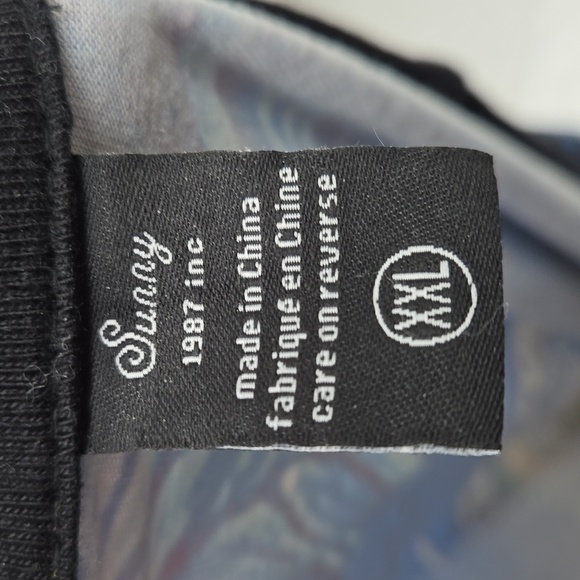 Sunny
1987 inc
made in China
fabriqué en Chine
care on reverse
XXL